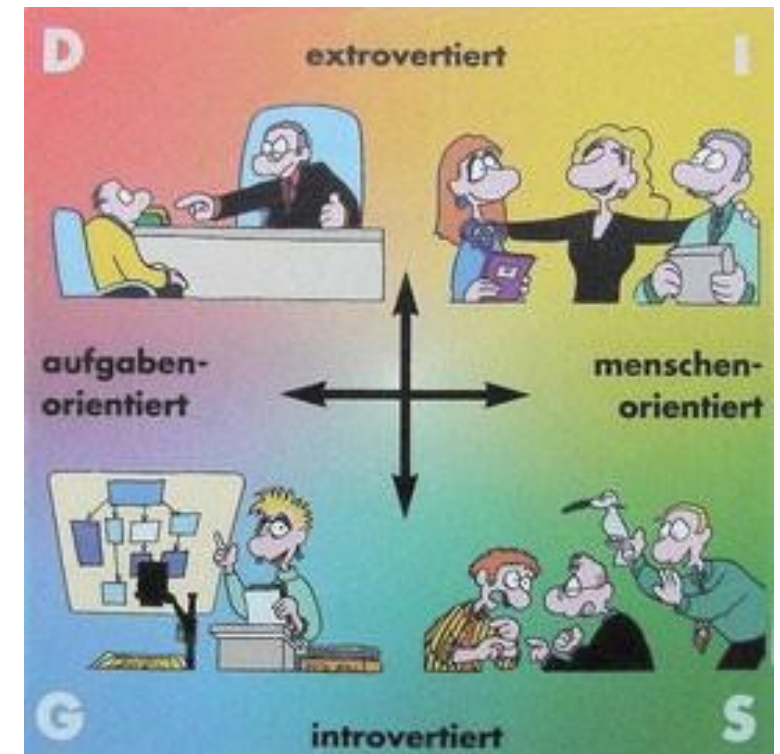 D
extrovertiert
I
aufgaben-
orientiert
menschen-
orientiert
G
introvertiert
S